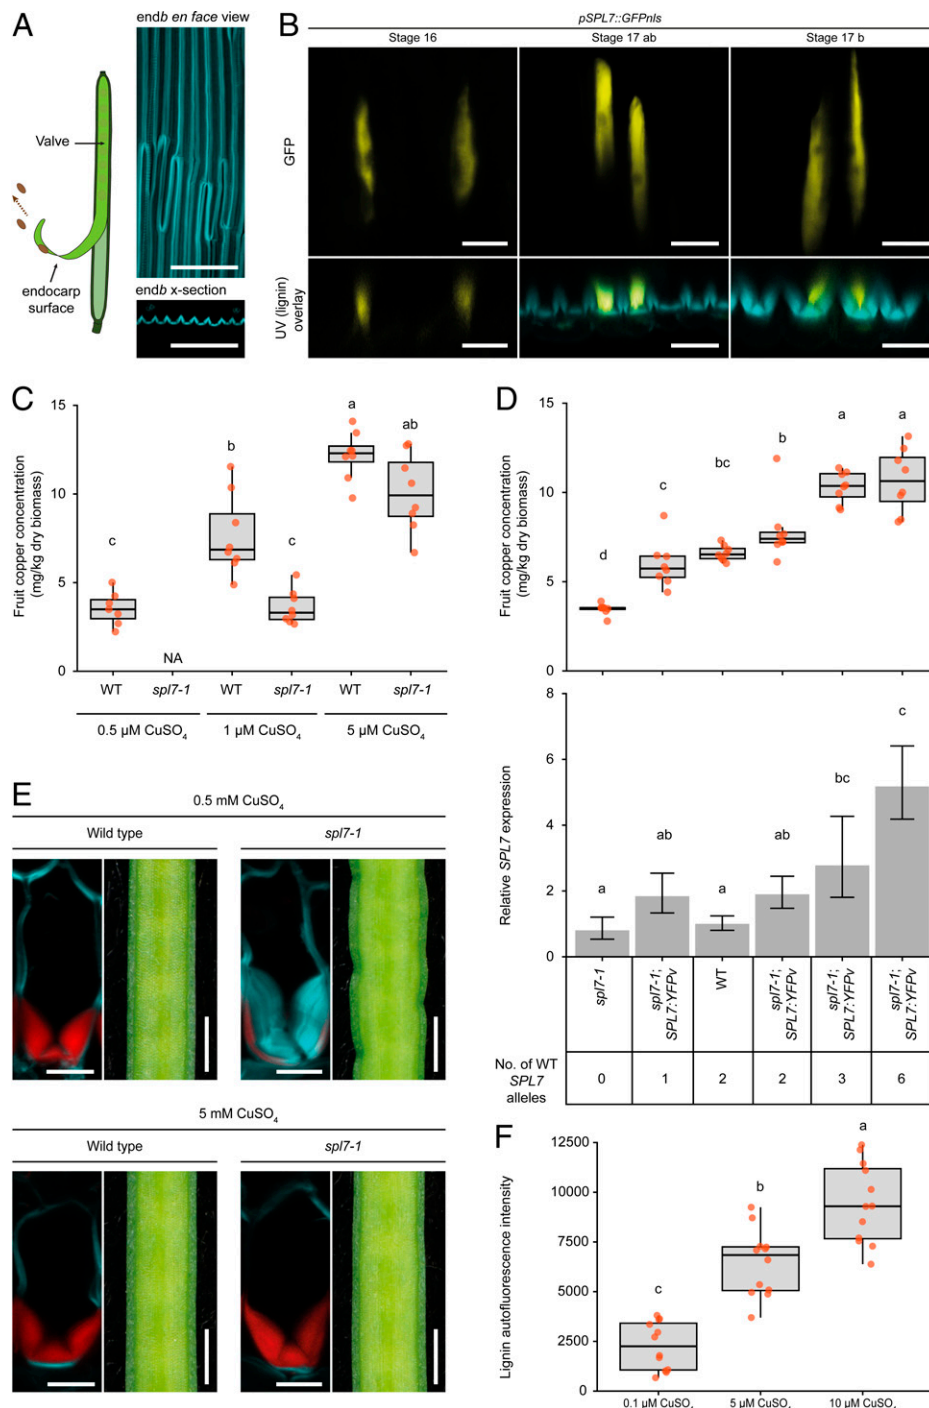 A
endb en face view
Valve
endocarp
surface
endb x-section
B
pSPL7::GFPnls
Stage 16
Stage 17 ab
Stage 17 b
GFP
UV (lignin)
overlay
C
Fruit copper concentration
(mg/kg dry biomass)
15
10
5
0
c
b
c
a
ab
NA
WT
spl7-1
WT
spl7-1
WT
spl7-1
0.5 µM CuSO4
1 µM CuSO4
5 µM CuSO4
D
Fruit copper concentration
(mg/kg dry biomass)
15
10
5
0
d
c
bc
b
a
a
Relative SPL7 expression
8
6
4
2
0
a
ab
a
ab
bc
c
spl7-1
spl7-1;
SPL7:YFPv
WT
spl7-1;
SPL7:YFPv
spl7-1;
SPL7:YFPv
spl7-1;
SPL7:YFPv
No. of WT
SPL7
alleles
0
1
2
2
3
6
E
0.5 mM CuSO4
Wild type
spl7-1
5 mM CuSO4
Wild type
spl7-1
F
Lignin autofluorescence intensity
12500
10000
7500
5000
2500
0
c
b
a
0.1 µM CuSO4
5 µM CuSO4
10 µM CuSO4